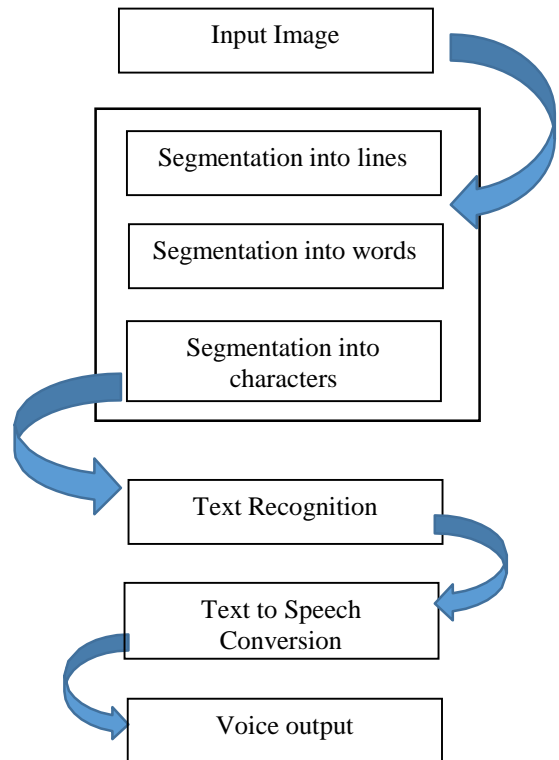 Input Image
Segmentation into lines
Segmentation into words
Segmentation into
characters
Text Recognition
Text to Speech
Conversion
Voice output